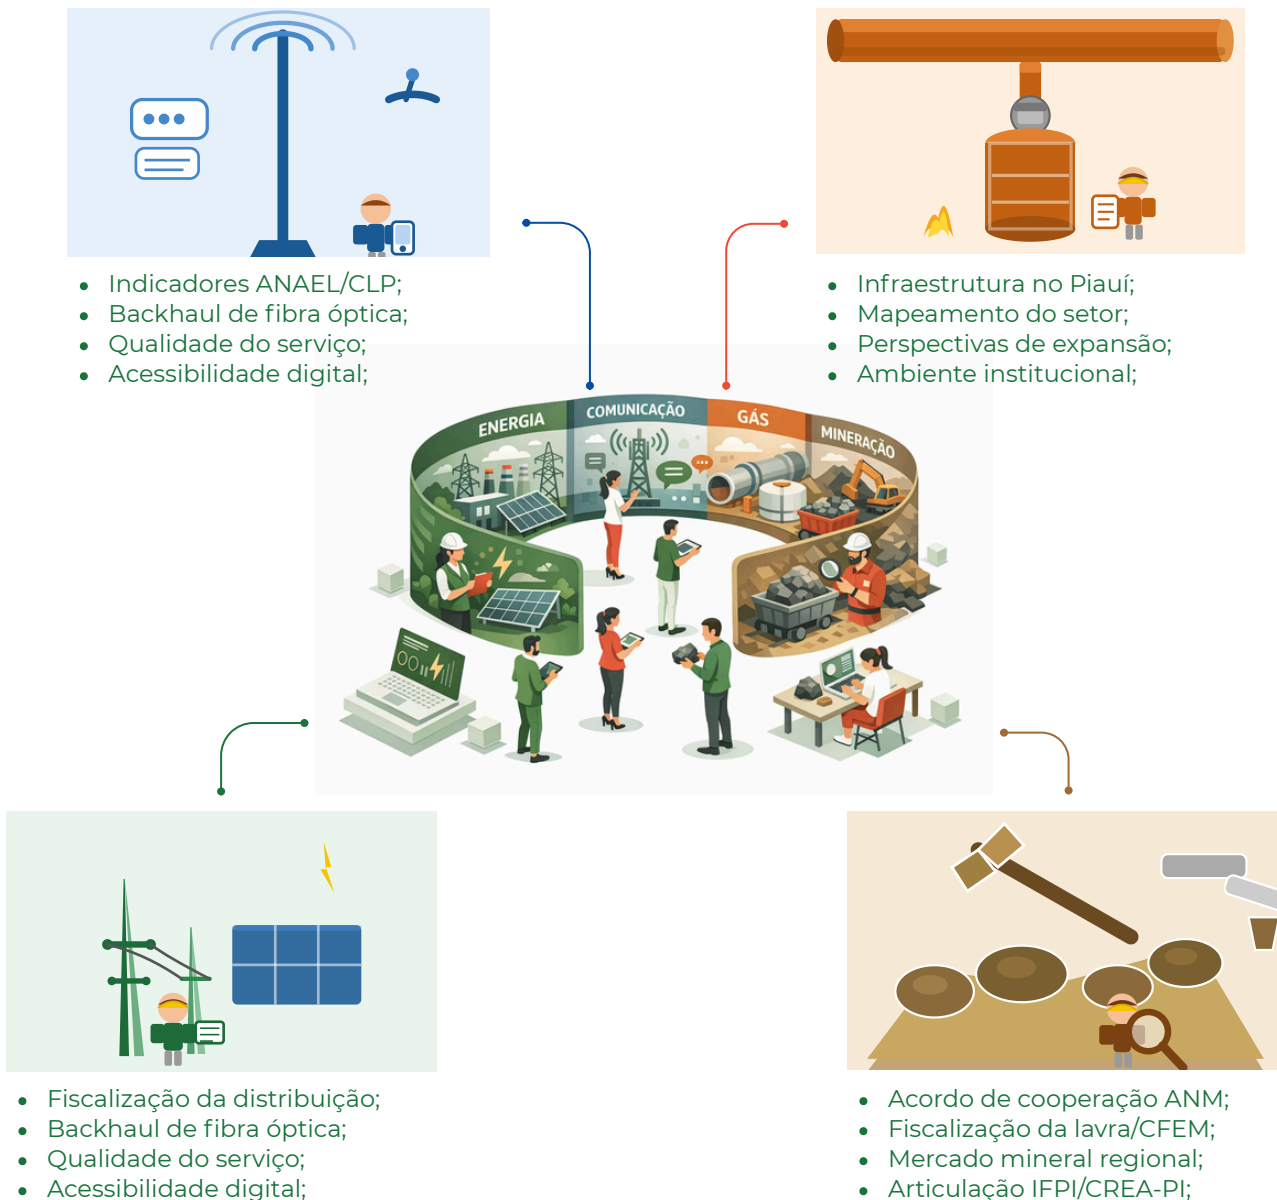 • Indicadores ANAEL/CLP;
• Backhaul de fibra óptica;
• Qualidade do serviço;
• Acessibilidade digital;
• Infraestrutura no Piauí;
• Mapeamento do setor;
• Perspectivas de expansão;
• Ambiente institucional;
ENERGIA
COMUNICAÇÃO
GÁS
MINERAÇÃO
• Fiscalização da distribuição;
• Backhaul de fibra óptica;
• Qualidade do serviço;
• Acessibilidade digital;
• Acordo de cooperação ANM;
• Fiscalização da lavra/CFEM;
• Mercado mineral regional;
• Articulação IFPI/CREA-PI;